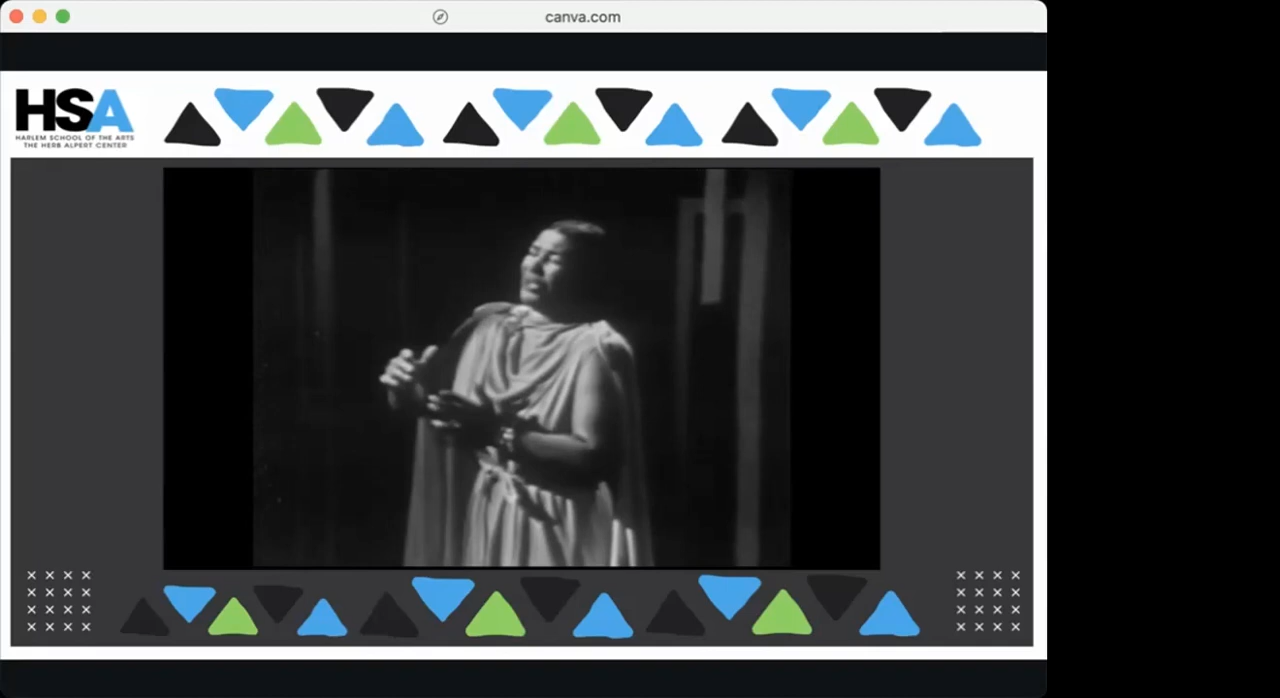 canva.com
HSA
HARLEM SCHOOL OF THE ARTS
THE HERB ALPERT CENTER